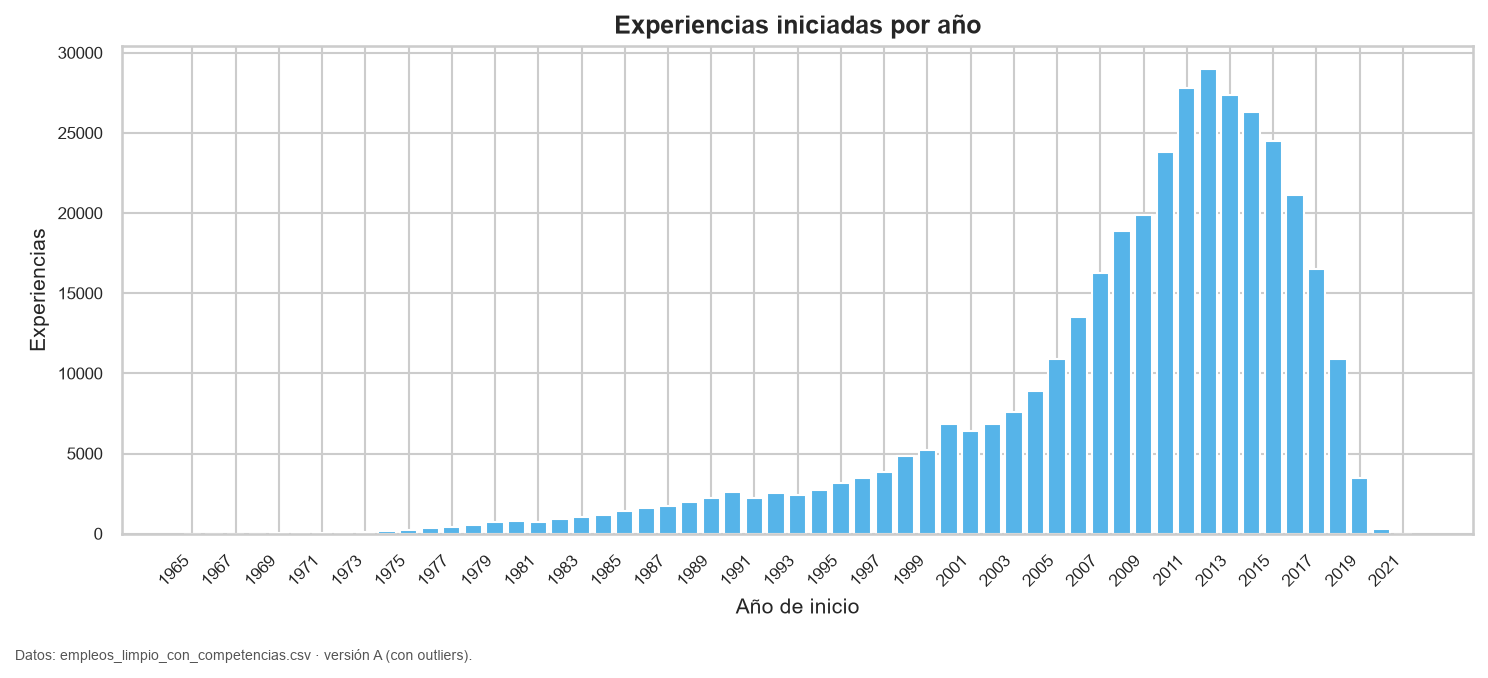 Experiencias iniciadas por año
30000
25000
20000
15000
10000
5000
0
Experiencias
1965 1967 1969 1971 1973 1975 1977 1979 1981 1983 1985 1987 1989 1991 1993 1995 1997 1999 2001 2003 2005 2007 2009 2011 2013 2015 2017 2019 2021
Año de inicio
Datos: empleos_limpio_con_competencias.csv · versión A (con outliers).